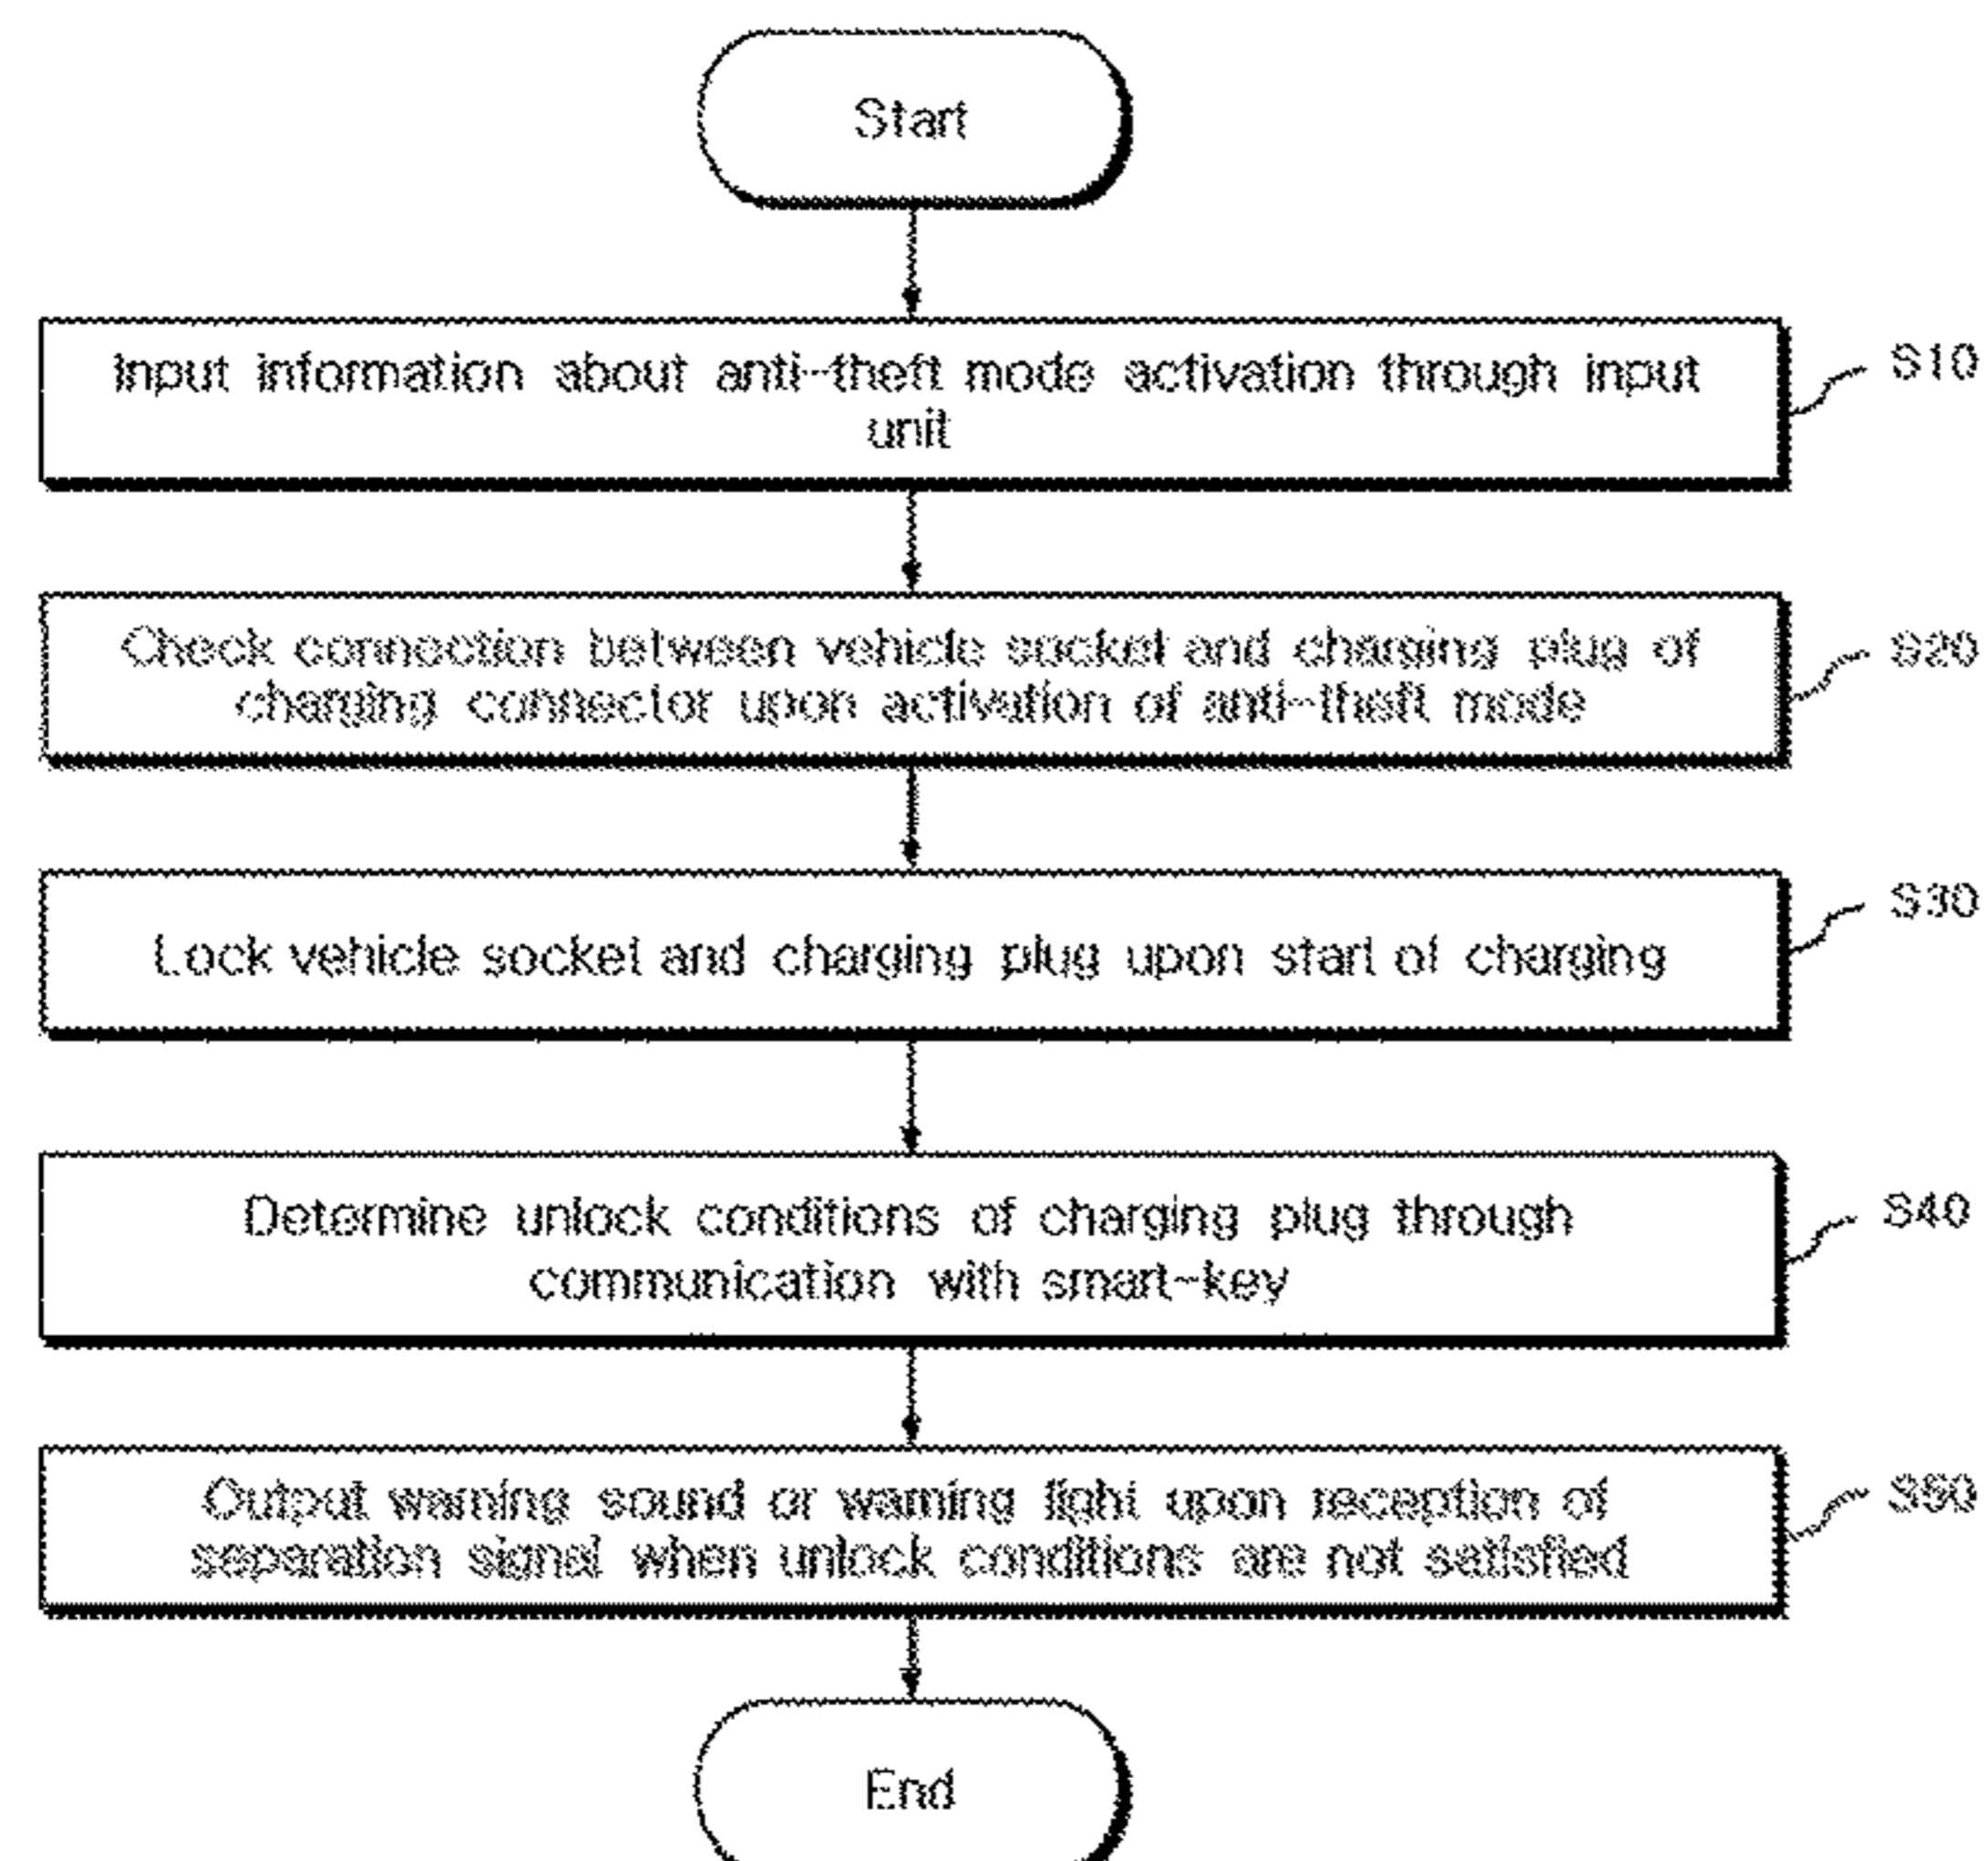 Start
Input information about anti-theft mode activation through input
unit
S10
Check connection between vehicle socket and charging plug of
charging connector upon activation of anti-theft mode
S20
Lock vehicle socket and charging plug upon start of charging
S30
Determine unlock conditions of charging plug through
communication with smart-key
S40
Output warning sound or warning light upon reception of
separation signal when unlock conditions are not satisfied
S50
End